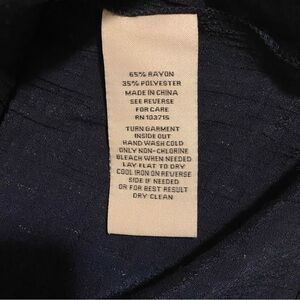 65% RAYON
35% POLYESTER
MADE IN CHINA
SEE REVERSE
FOR CARE
RN 103715
TURN GARMENT
INSIDE OUT
HAND WASH COLD
ONLY NON-CHLORINE
BLEACH WHEN NEEDED
LAY FLAT TO DRY
COOL IRON ON REVERSE
SIDE IF NEEDED
OR FOR BEST RESULT
DRY CLEAN